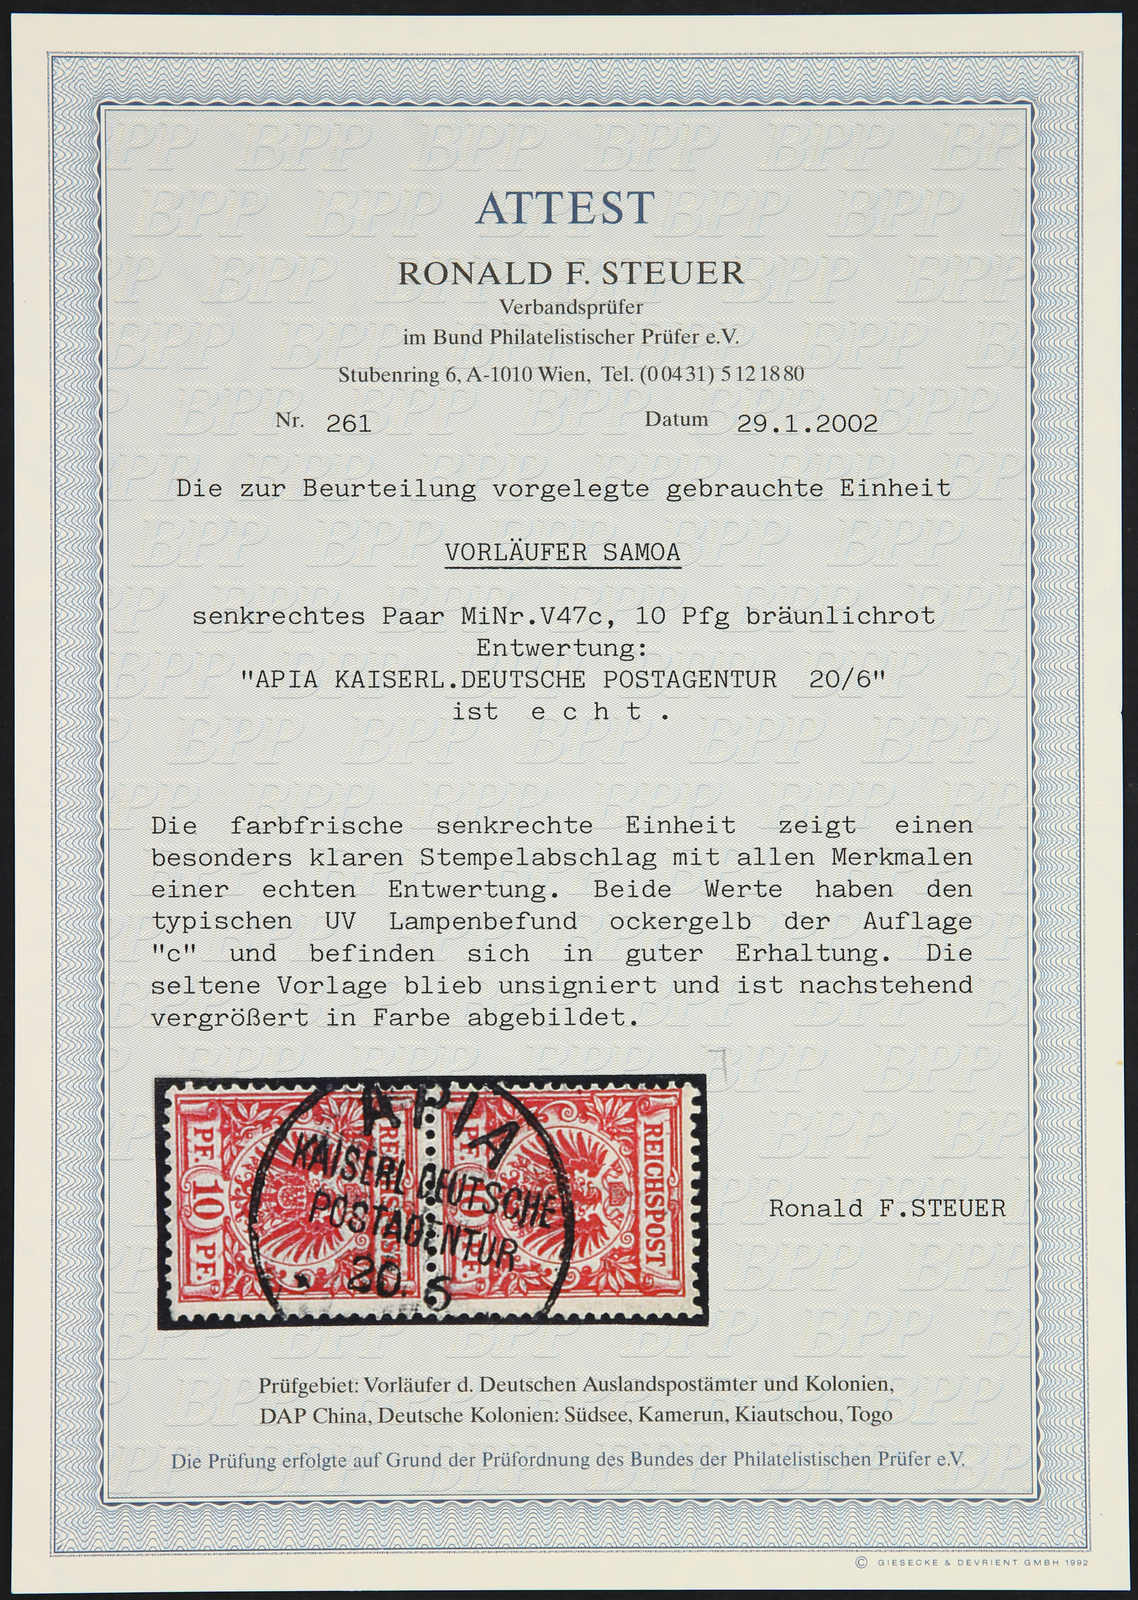 ATTEST
RONALD F. STEUER
Verbandsprüfer
im Bund Philatelistischer Prüfer e.V.
Stubenring 6, A-1010 Wien, Tel. (00431) 5121880
Nr. 261 Datum 29.1.2002
Die zur Beurteilung vorgelegte gebrauchte Einheit
VORLÄUFER SAMOA
senkrechtes Paar MiNr.V47c, 10 Pfg bräunlichrot
Entwertung:
"APIA KAISERL.DEUTSCHE POSTAGENTUR 20/6"
ist e c h t .
Die farbfrische senkrechte Einheit zeigt einen
besonders klaren Stempelabschlag mit allen Merkmalen
einer echten Entwertung. Beide Werte haben den
typischen UV Lampenbefund ockergelb der Auflage
"c" und befinden sich in guter Erhaltung. Die
seltene Vorlage blieb unsigniert und ist nachstehend
vergrößert in Farbe abgebildet.
APIA
KAISERL. DEUTSCHE
POSTAGENTUR
20 6
PF. 10 PF.
REICHSPOST
Ronald F.STEUER
Prüfgebiet: Vorläufer d. Deutschen Auslandspostämter und Kolonien,
DAP China, Deutsche Kolonien: Südsee, Kamerun, Kiautschou, Togo
Die Prüfung erfolgte auf Grund der Prüfordnung des Bundes der Philatelistischen Prüfer e.V.
© GIESECKE & DEVRIENT GMBH 1992